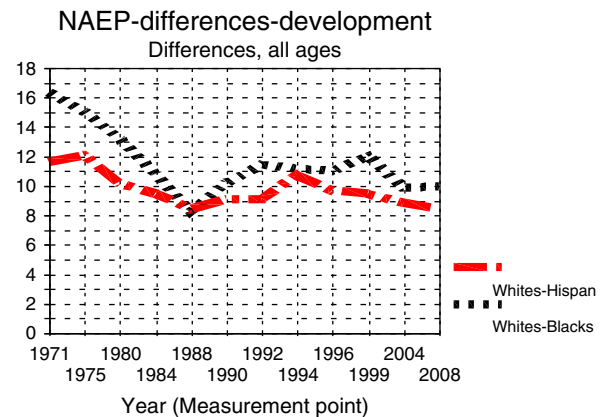 NAEP-differences-development
Differences, all ages
18
16
14
12
10
8
6
4
2
0
1971 1980 1988 1992 1996 2004
1975 1984 1990 1994 1999 2008
Year (Measurement point)
Whites-Hispan
Whites-Blacks